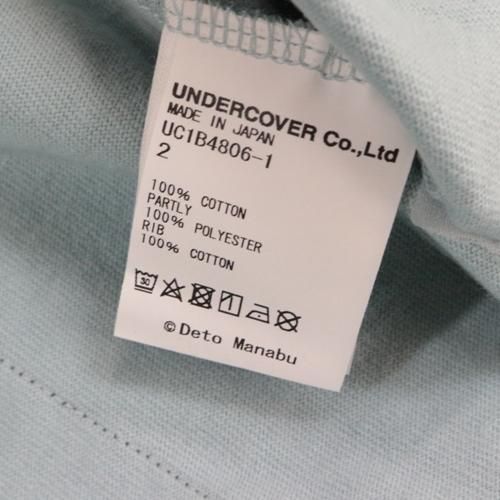 UNDERCOVER Co.,Ltd
MADE IN JAPAN
UC1B4806-1
2
100% COTTON
PARTLY
100% POLYESTER
RIB
100% COTTON
30
©Deto Manabu